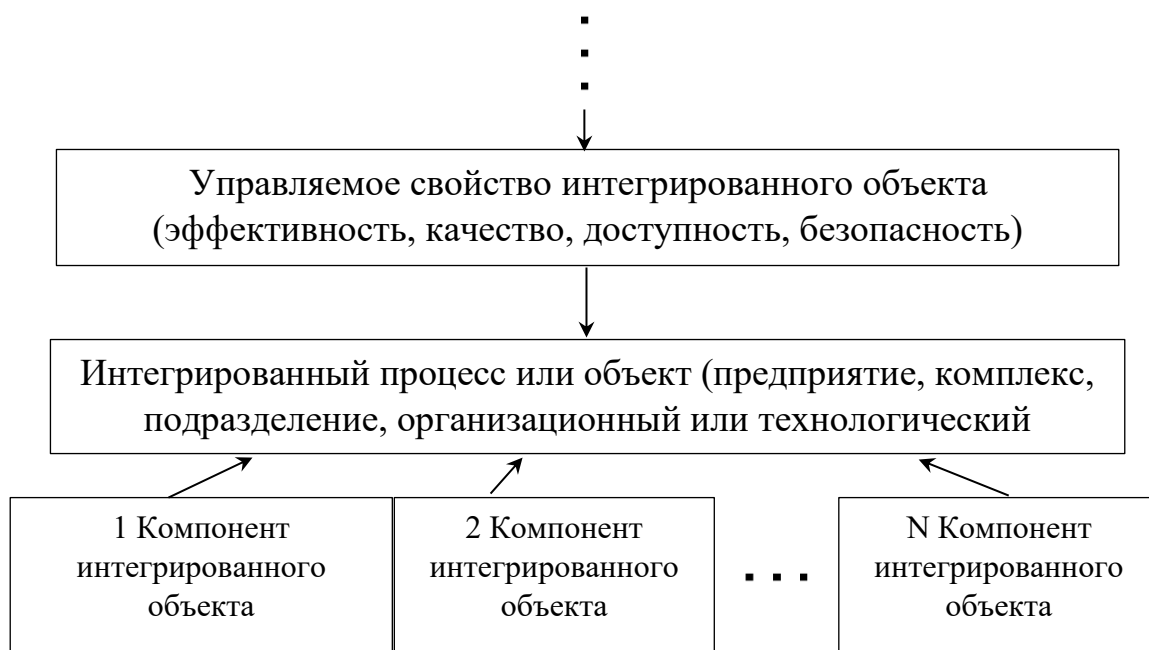 Управляемое свойство интегрированного объекта
(эффективность, качество, доступность, безопасность)
Интегрированный процесс или объект (предприятие, комплекс,
подразделение, организационный или технологический
1 Компонент
интегрированного
объекта
2 Компонент
интегрированного
объекта
. . .
N Компонент
интегрированного
объекта